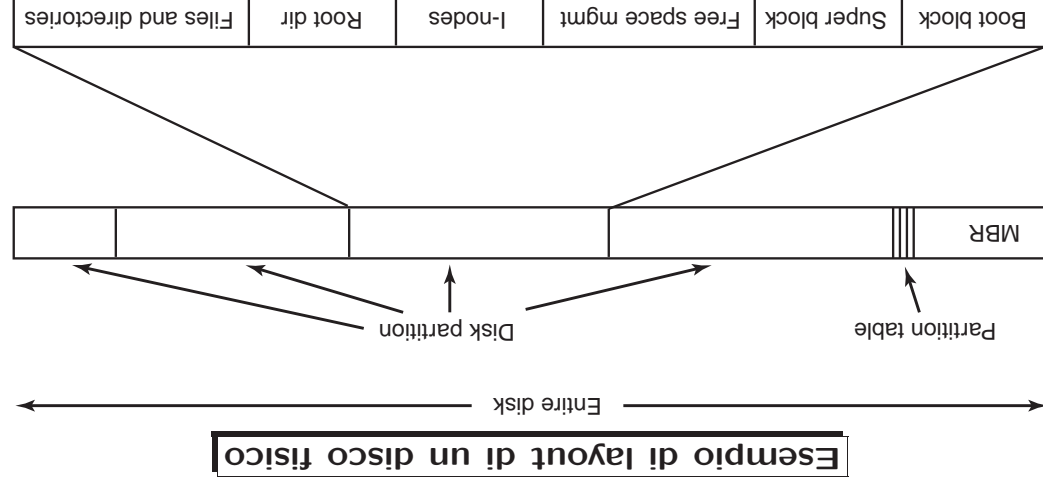 Esempio di layout di un disco fisico
Entire disk
Partition table
Disk partition
MBR
Boot block
Super block
Free space mgmt
I-nodes
Root dir
Files and directories